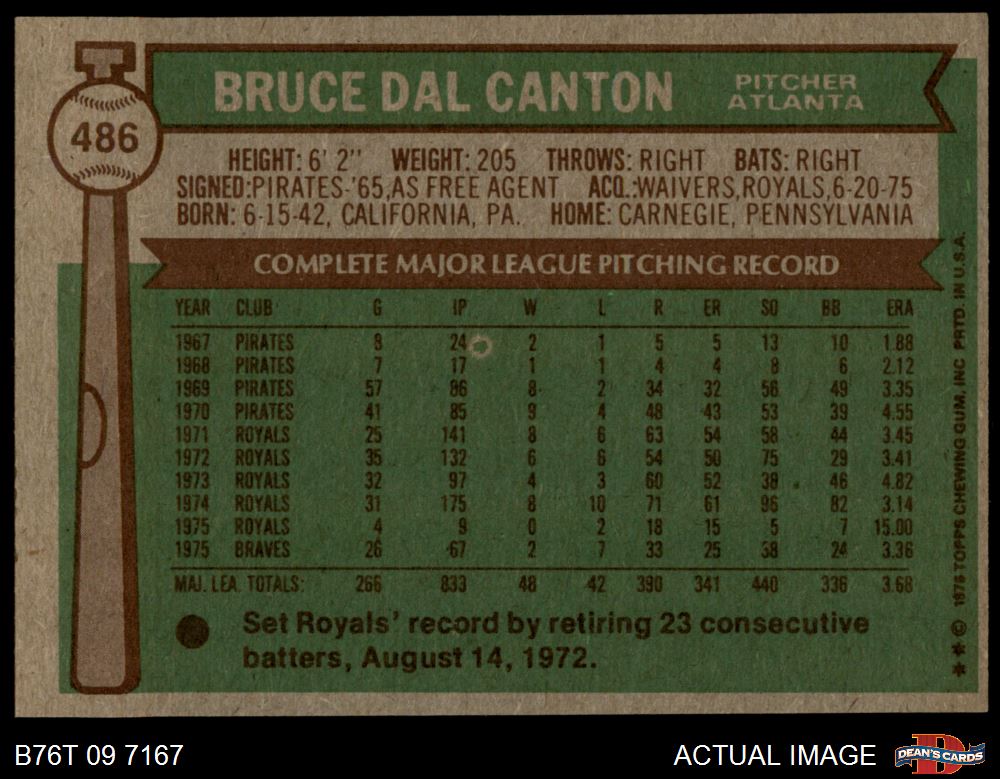 486
BRUCE DAL CANTON PITCHER ATLANTA
HEIGHT: 6' 2" WEIGHT: 205 THROWS: RIGHT BATS: RIGHT
SIGNED: PIRATES-'65, AS FREE AGENT ACQ.: WAIVERS, ROYALS, 6-20-75
BORN: 6-15-42, CALIFORNIA, PA. HOME: CARNEGIE, PENNSYLVANIA
COMPLETE MAJOR LEAGUE PITCHING RECORD
YEAR CLUB G IP W L R ER SO BB ERA
1967 PIRATES 8 24 2 1 5 5 13 10 1.88
1968 PIRATES 7 17 1 1 4 4 8 6 2.12
1969 PIRATES 57 86 8 2 34 32 56 49 3.35
1970 PIRATES 41 85 9 4 48 43 53 39 4.55
1971 ROYALS 25 141 8 6 63 54 58 44 3.45
1972 ROYALS 35 132 6 6 54 50 75 29 3.41
1973 ROYALS 32 97 4 3 60 52 38 46 4.82
1974 ROYALS 31 175 8 10 71 61 96 82 3.14
1975 ROYALS 4 9 0 2 18 15 5 7 15.00
1975 BRAVES 26 67 2 7 33 25 38 24 3.36
MAJ. LEA. TOTALS: 266 833 48 42 390 341 440 336 3.68
Set Royals' record by retiring 23 consecutive
batters, August 14, 1972.
** © 1976 TOPPS CHEWING GUM, INC PRTD. IN U.S.A.
B76T 09 7167 ACTUAL IMAGE DEAN'S CARDS